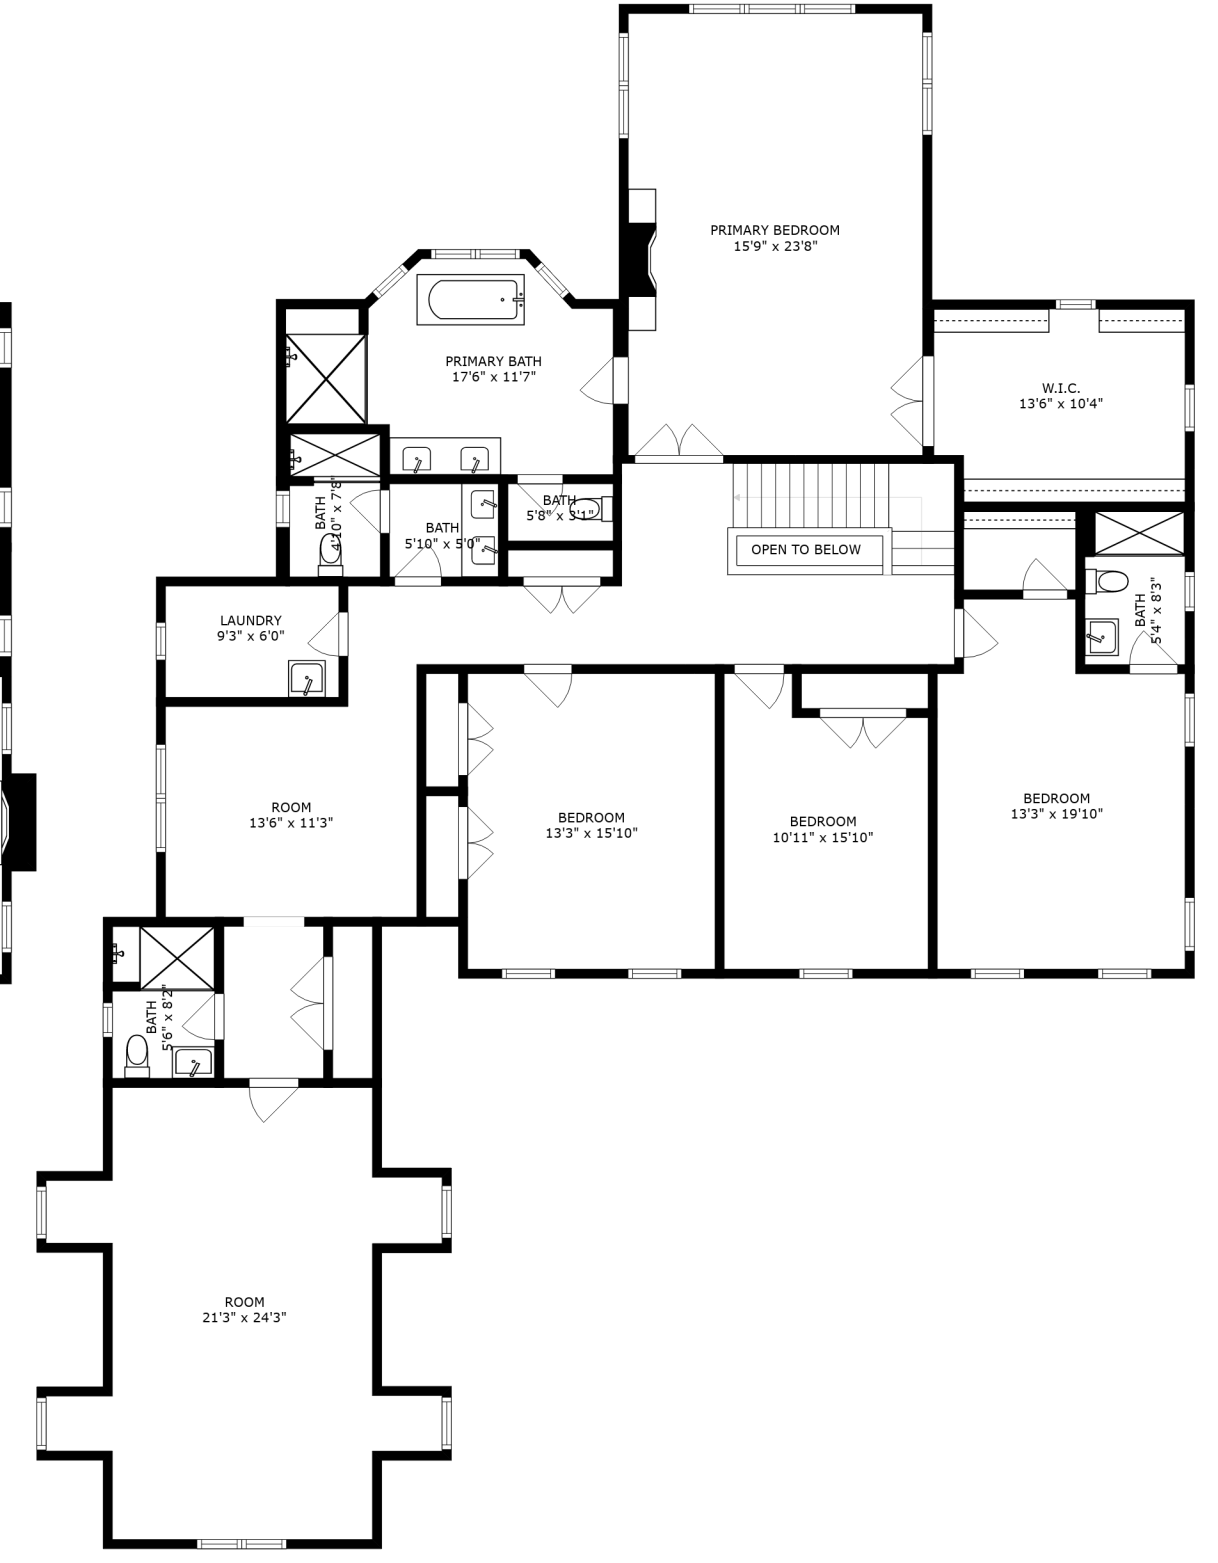 PRIMARY BEDROOM
15'9" x 23'8"
PRIMARY BATH
17'6" x 11'7"
W.I.C.
13'6" x 10'4"
BATH
4'10" x 7'8"
BATH
5'10" x 5'0"
BATH
5'8" x 3'1"
OPEN TO BELOW
BATH
5'4" x 8'3"
LAUNDRY
9'3" x 6'0"
ROOM
13'6" x 11'3"
BEDROOM
13'3" x 15'10"
BEDROOM
10'11" x 15'10"
BEDROOM
13'3" x 19'10"
BATH
5'6" x 8'2"
ROOM
21'3" x 24'3"